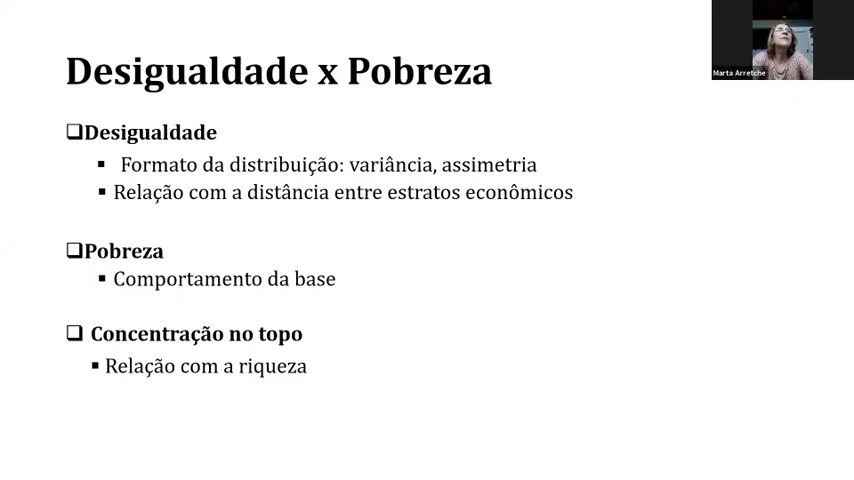 Desigualdade x Pobreza
Marta Arretche
❑Desigualdade
▪ Formato da distribuição: variância, assimetria
▪ Relação com a distância entre estratos econômicos
❑Pobreza
▪ Comportamento da base
❑ Concentração no topo
▪ Relação com a riqueza